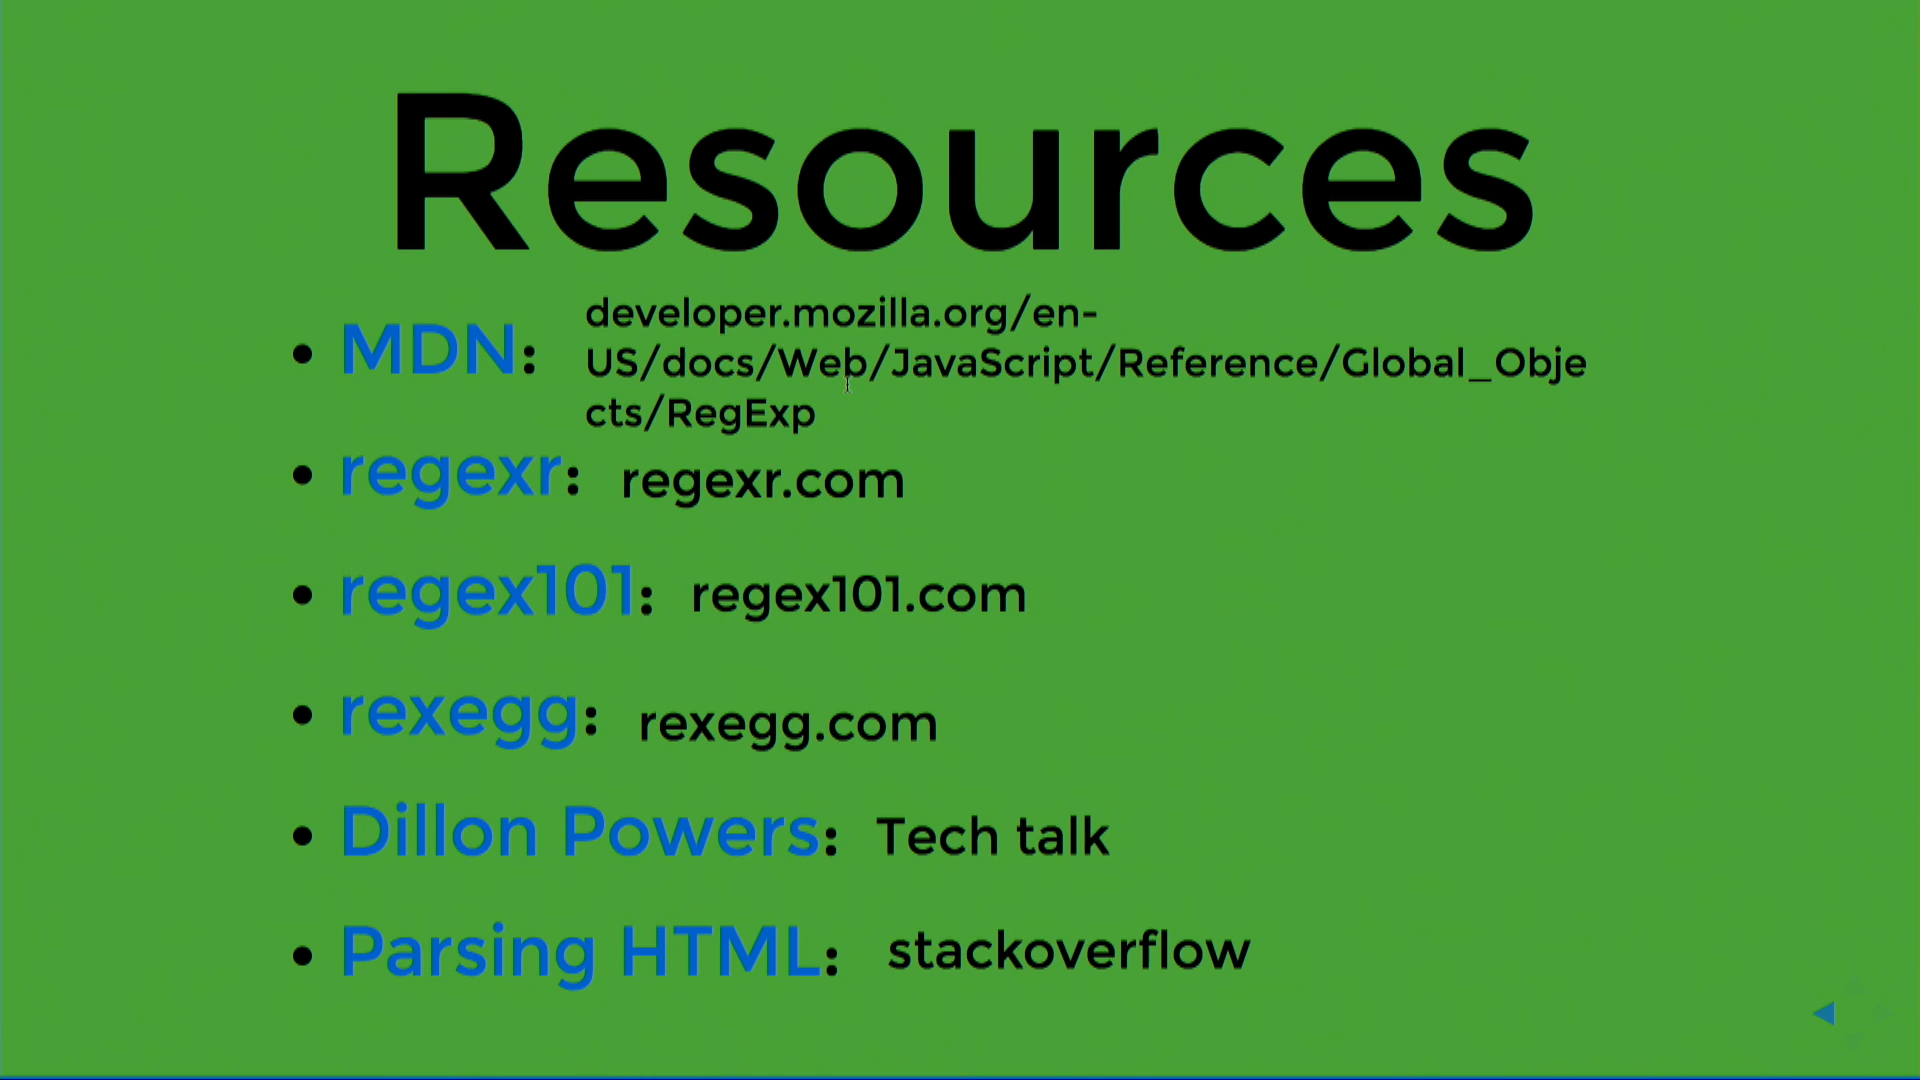 Resources
• MDN: developer.mozilla.org/en-
US/docs/Web/JavaScript/Reference/Global_Obje
cts/RegExp
• regexr: regexr.com
• regex101: regex101.com
• rexegg: rexegg.com
• Dillon Powers: Tech talk
• Parsing HTML: stackoverflow